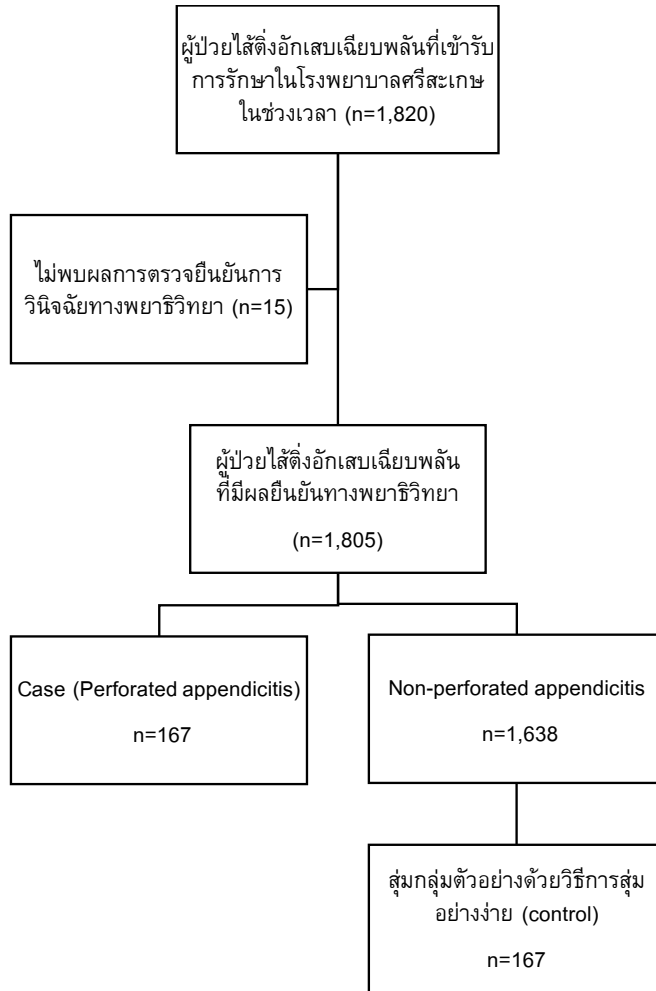 ผู้ป่วยไส้ติ่งอักเสบเฉียบพลันที่เข้ารับ
การรักษาในโรงพยาบาลศรีสะเกษ
ในช่วงเวลา (n=1,820)
ไม่พบผลการตรวจยืนยันการ
วินิจฉัยทางพยาธิวิทยา (n=15)
ผู้ป่วยไส้ติ่งอักเสบเฉียบพลัน
ที่มีผลยืนยันทางพยาธิวิทยา
(n=1,805)
Case (Perforated appendicitis)
n=167
Non-perforated appendicitis
n=1,638
สุ่มกลุ่มตัวอย่างด้วยวิธีการสุ่ม
อย่างง่าย (control)
n=167